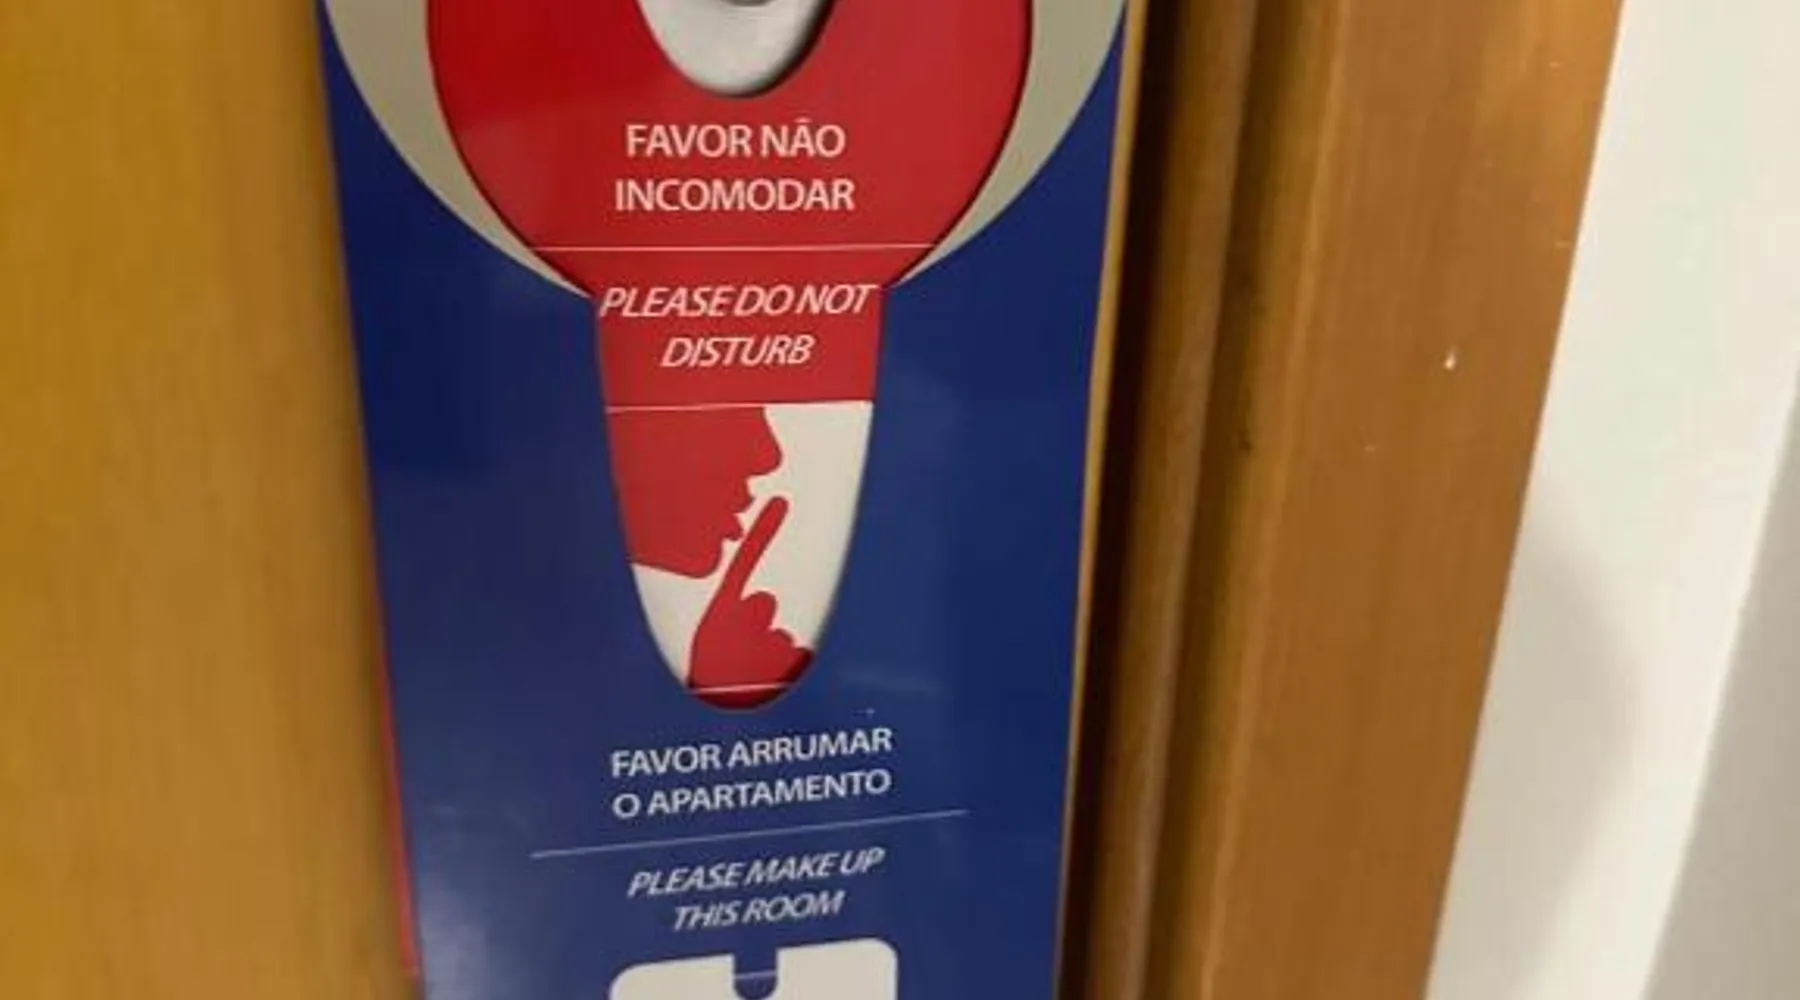 FAVOR NÃO
INCOMODAR
PLEASE DO NOT
DISTURB
FAVOR ARRUMAR
O APARTAMENTO
PLEASE MAKE UP
THIS ROOM